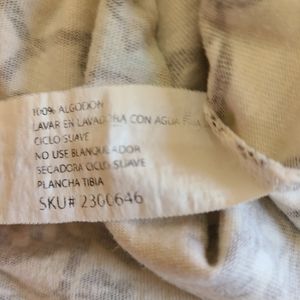 100% ALGODON
LAVAR EN LAVADORA CON AGUA FRIA
CICLO SUAVE
NO USE BLANQUEADOR
SECADORA CICLO SUAVE
PLANCHA TIBIA
SKU# 2300646